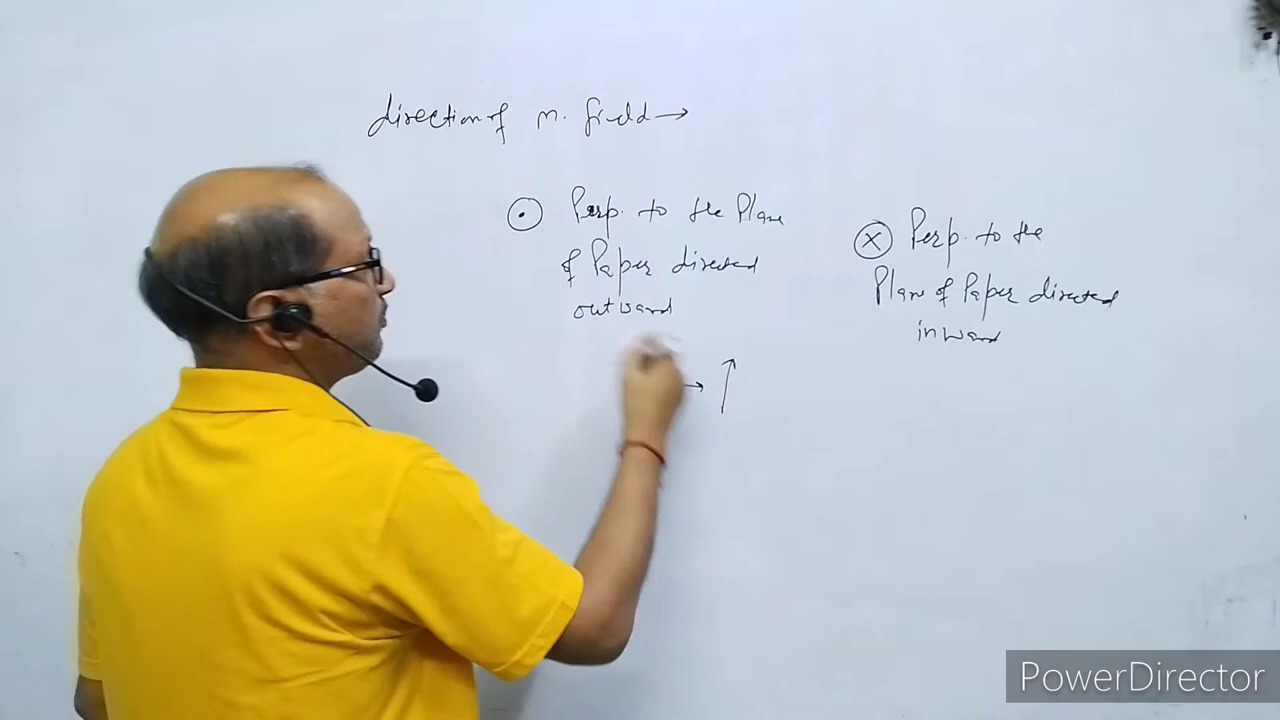 direction of m. field →
⊙ Perp. to the Plane
of Paper directed
outward
ⓧ Perp. to the
Plane of Paper directed
inward
PowerDirector